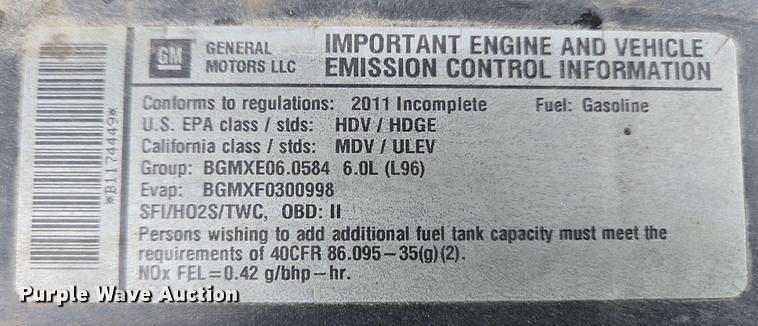 GM
GENERAL MOTORS LLC
IMPORTANT ENGINE AND VEHICLE
EMISSION CONTROL INFORMATION
Conforms to regulations: 2011 Incomplete Fuel: Gasoline
U.S. EPA class / stds: HDV / HDGE
California class / stds: MDV / ULEV
Group: BGMXE06.0584 6.0L (L96)
Evap: BGMXF0300998
SFI/HO2S/TWC, OBD: II
Persons wishing to add additional fuel tank capacity must meet the
requirements of 40CFR 86.095-35(g)(2).
NOx FEL=0.42 g/bhp-hr.
*B1174449*
Purple Wave Auction